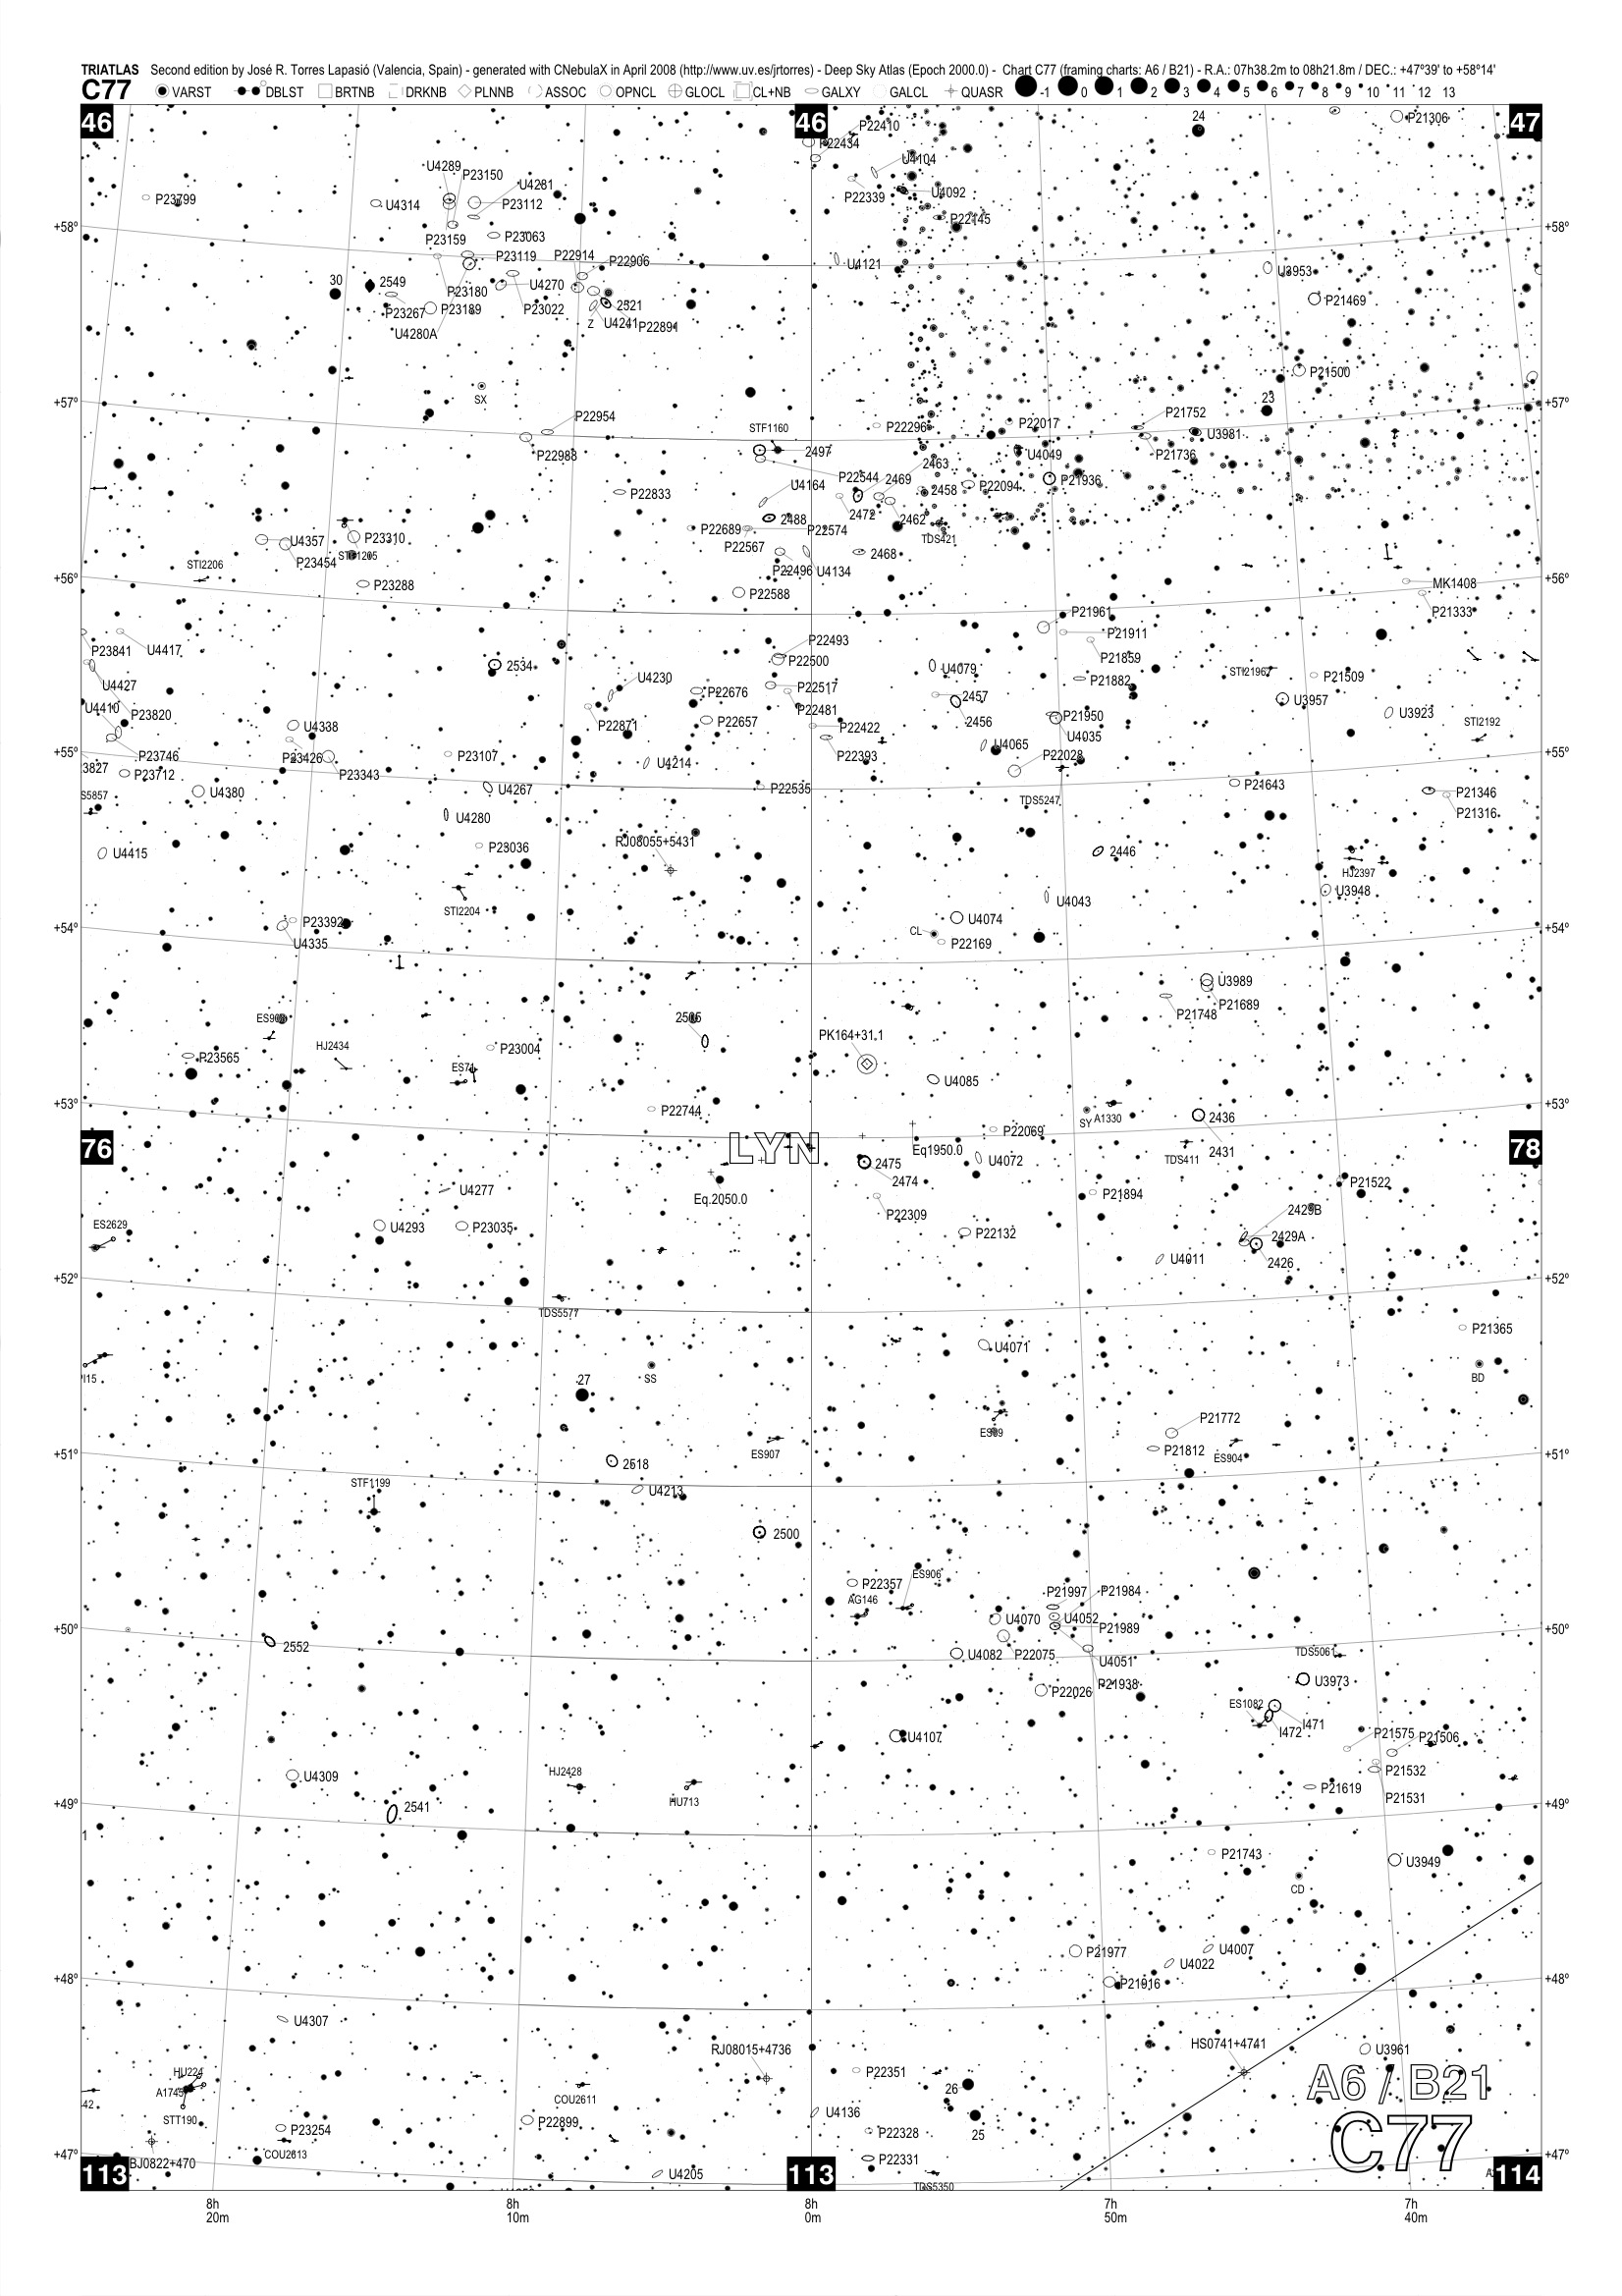 TRIATLAS Second edition by José R. Torres Lapasió (Valencia, Spain) - generated with CNebulaX in April 2008 (http://www.uv.es/jrtorres) - Deep Sky Atlas (Epoch 2000.0) - Chart C77 (framing charts: A6 / B21) - R.A.: 07h38.2m to 08h21.8m / DEC.: +47°39' to +58°14'
C77 VARST DBLST BRTNB DRKNB PLNNB ASSOC OPNCL GLOCL CL+NB GALXY GALCL QUASR -1 0 1 2 3 4 5 6 7 8 9 10 11 12 13
46 46 47
P22410 24 P21306
P22434
U4289 P23150 U4104
U4281
P23799 U4314 P23112 P22339 U4092
P22145
+58° +58°
P23159 P23063
P23119 P22914 P22906 U4121 U3953
30 2549 P23180 U4270
P21469
P23267 P23189 P23022 2521
U4280A Z U4241 P22891
P21500
SX
+57° 23 +57°
P22954 P21752
STF1160 P22296 P22017
U3981
P22988 2497 2463 U4049 P21736
P22544 2469 P21936
U4164 P22094
P22833 2458
2488 2472 2462
P22689 P22574
U4357 P23310 TDS421
P22567
STI2206 P23454 STF1205 2468
P22496 U4134
+56° P23288 P22588 MK1408 +56°
P21333
P21961
P21911
U4417 P22493
P23841 P22500 P21859
2534 U4079
U4427 U4230 STI2196 P21509
P22517 P21882
P22676 2457 U3957
U4410 P23820 P22481 P21950 U3923
U4338 P22657 2456 STI2192
P22871 P22422 U4035
U4065
+55° P23746 P23426 P23107 P22393 P22028 +55°
3827 P23712 P23343 U4214
U4380 U4267 P22535 P21643 P21346
S5857 TDS5247
U4280 P21316
U4415 P23036 RJ08055+5431 2446
HJ2397
U3948
STI2204 U4043
P23392 U4074
+54° CL +54°
U4335 P22169
U3989
P21689
2506 P21748
ES909
PK164+31.1
HJ2434
P23565 P23004
ES71 U4085
+53° P22744 +53°
SY A1330 2436
P22069
76 LYN Eq1950.0 2431 78
2475 U4072 TDS411
2474
U4277 Eq.2050.0 P21894 P21522
P22309 2429B
ES2629 U4293 P23035 P22132 2429A
U4011 2426
+52° +52°
TDS5577
P21365
U4071
I15 SS BD
27
P21772
+51° ES907 P21812 +51°
2518 ES904
STF1199 U4213
2500
ES906
P22357 P21997 P21984
AG146
U4070 U4052
+50° P21989 +50°
2552 U4082 P22075 TDS5061
U4051
P21938 U3973
P22026
ES1082
I471
U4107 I472 P21575 P21506
HJ2428 P21532
U4309 P21619
HU713
+49° 2541 P21531 +49°
1
P21743 U3949
CD
P21977 U4007
U4022
+48° P21916 +48°
U4307
RJ08015+4736 HS0741+4741 U3961
HU224 P22351
A1745 26 A6 / B21
42 COU2611
STT190 P22899 U4136 C77
P23254 P22328 25
+47° COU2613 +47°
BJ0822+470 P22331
113 U4205 113 TDS5350 114
8h 8h 8h 7h 7h
20m 10m 0m 50m 40m